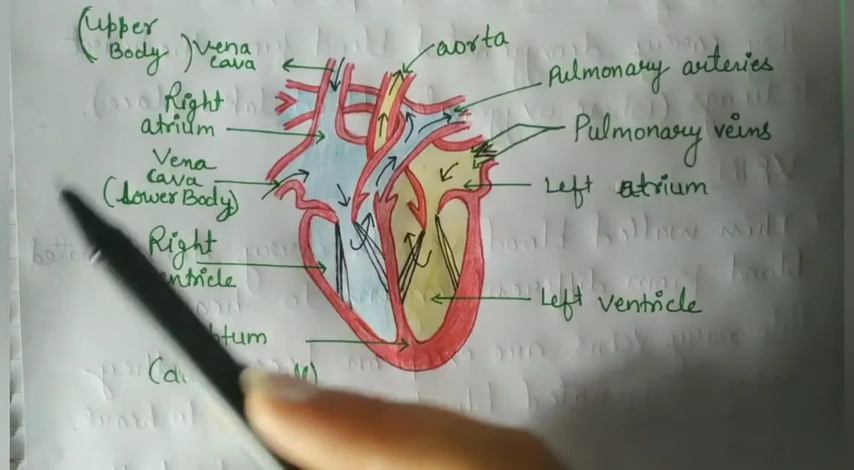 (Upper
Body) Vena
cava
aorta
Pulmonary arteries
Right
atrium
Pulmonary veins
Vena
cava
(Lower Body)
Left atrium
Right
Left Ventricle